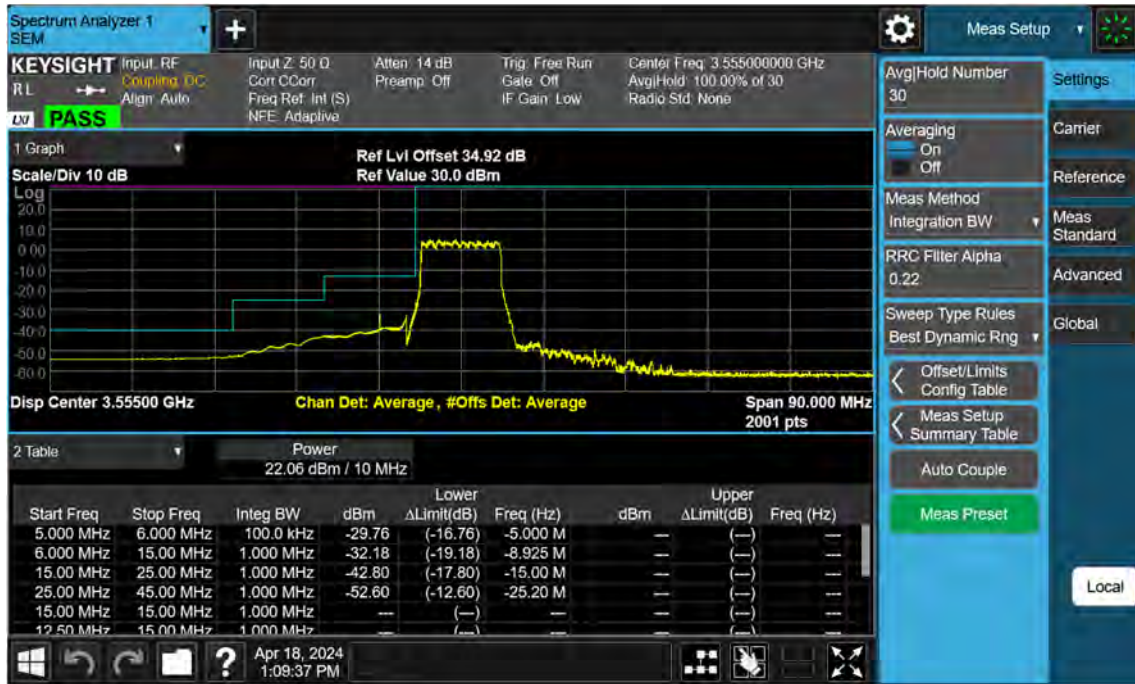 Spectrum Analyzer 1
SEM
Meas Setup
KEYSIGHT
RL
LXI
PASS
Input: RF
Coupling: DC
Align: Auto
Input Z: 50 Ω
Corr CCorr
Freq Ref: Int (S)
NFE: Adaptive
Atten: 14 dB
Preamp: Off
Trig: Free Run
Gate: Off
IF Gain: Low
Center Freq: 3.555000000 GHz
Avg|Hold: 100.00% of 30
Radio Std: None
1 Graph
Scale/Div 10 dB
Ref Lvl Offset 34.92 dB
Ref Value 30.0 dBm
Log
20.0
10.0
0.00
-10.0
-20.0
-30.0
-40.0
-50.0
-60.0
Disp Center 3.55500 GHz
Chan Det: Average, #Offs Det: Average
Span 90.000 MHz
2001 pts
2 Table
Power
22.06 dBm / 10 MHz
Lower Upper
Start Freq Stop Freq Integ BW dBm ΔLimit(dB) Freq (Hz) dBm ΔLimit(dB) Freq (Hz)
5.000 MHz 6.000 MHz 100.0 kHz -29.76 (-16.76) -5.000 M --- (---) ---
6.000 MHz 15.00 MHz 1.000 MHz -32.18 (-19.18) -8.925 M --- (---) ---
15.00 MHz 25.00 MHz 1.000 MHz -42.80 (-17.80) -15.00 M --- (---) ---
25.00 MHz 45.00 MHz 1.000 MHz -52.60 (-12.60) -25.20 M --- (---) ---
15.00 MHz 15.00 MHz 1.000 MHz --- (---) --- --- (---) ---
12.50 MHz 15.00 MHz 1.000 MHz --- (---) --- --- (---) ---
?
Apr 18, 2024
1:09:37 PM
Avg|Hold Number
30
Averaging
On
Off
Meas Method
Integration BW
RRC Filter Alpha
0.22
Sweep Type Rules
Best Dynamic Rng
Offset/Limits
Config Table
Meas Setup
Summary Table
Auto Couple
Meas Preset
Settings
Carrier
Reference
Meas
Standard
Advanced
Global
Local